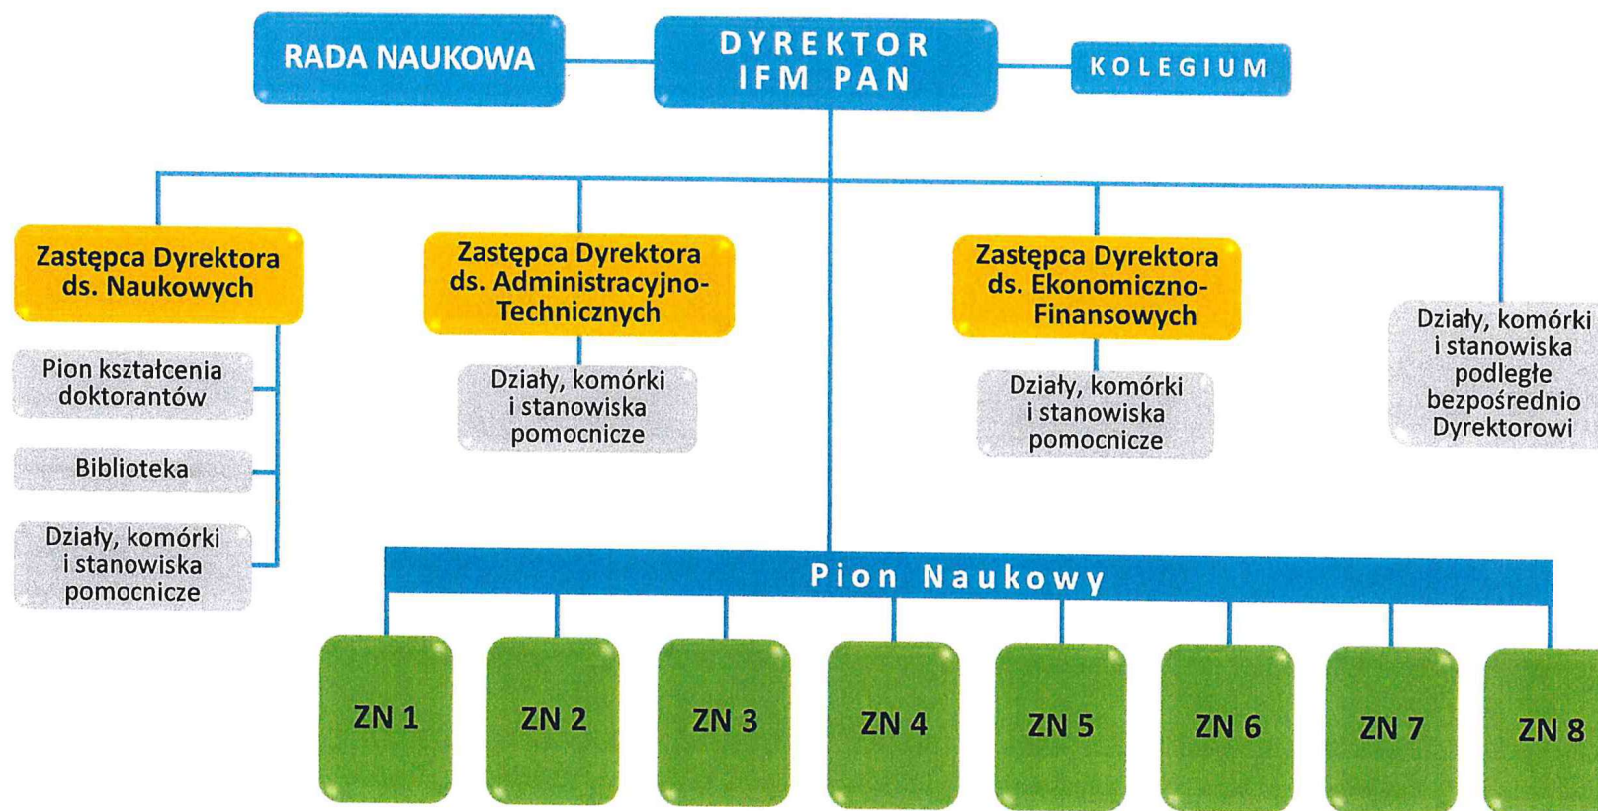 RADA NAUKOWA
DYREKTOR
IFM PAN
KOLEGIUM
Zastępca Dyrektora
ds. Naukowych
Pion kształcenia
doktorantów
Biblioteka
Działy, komórki
i stanowiska
pomocnicze
Zastępca Dyrektora
ds. Administracyjno-
Technicznych
Działy, komórki
i stanowiska
pomocnicze
Zastępca Dyrektora
ds. Ekonomiczno-
Finansowych
Działy, komórki
i stanowiska
pomocnicze
Działy, komórki
i stanowiska
podległe
bezpośrednio
Dyrektorowi
Pion Naukowy
ZN 1
ZN 2
ZN 3
ZN 4
ZN 5
ZN 6
ZN 7
ZN 8